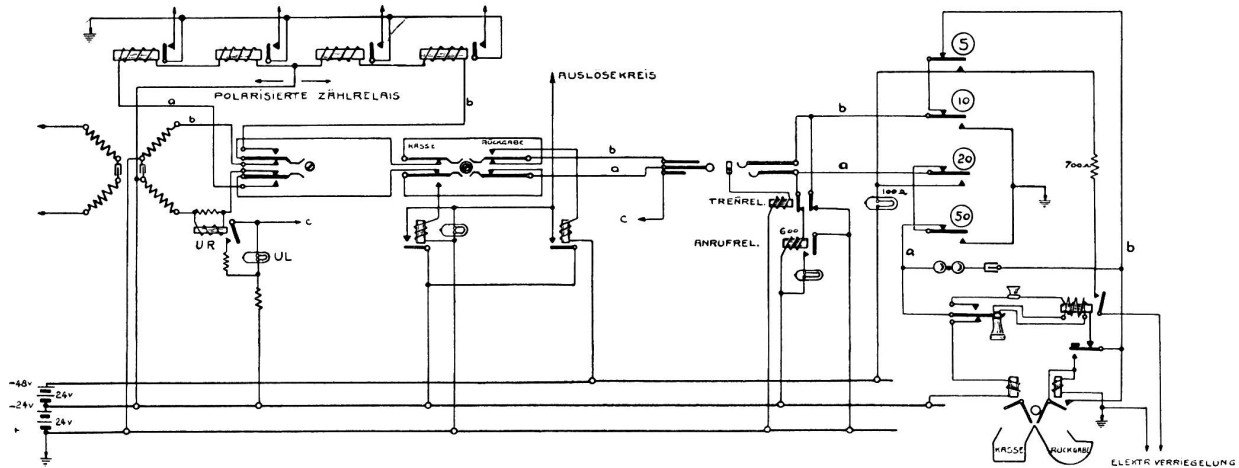 POLARISIERTE ZÄHLRELAIS
a
b
b
AUSLÖSEKREIS
KASSE
RÜCKGABE
b
a
C
C
UR
UL
TRENREL.
600
ANRUFREL.
b
a
100Ω
5
10
20
50
700Ω
a
b
-48V
24V
-24V
24V
+
KASSE
RÜCKGABE
ELEKTR VERRIEGELUNG